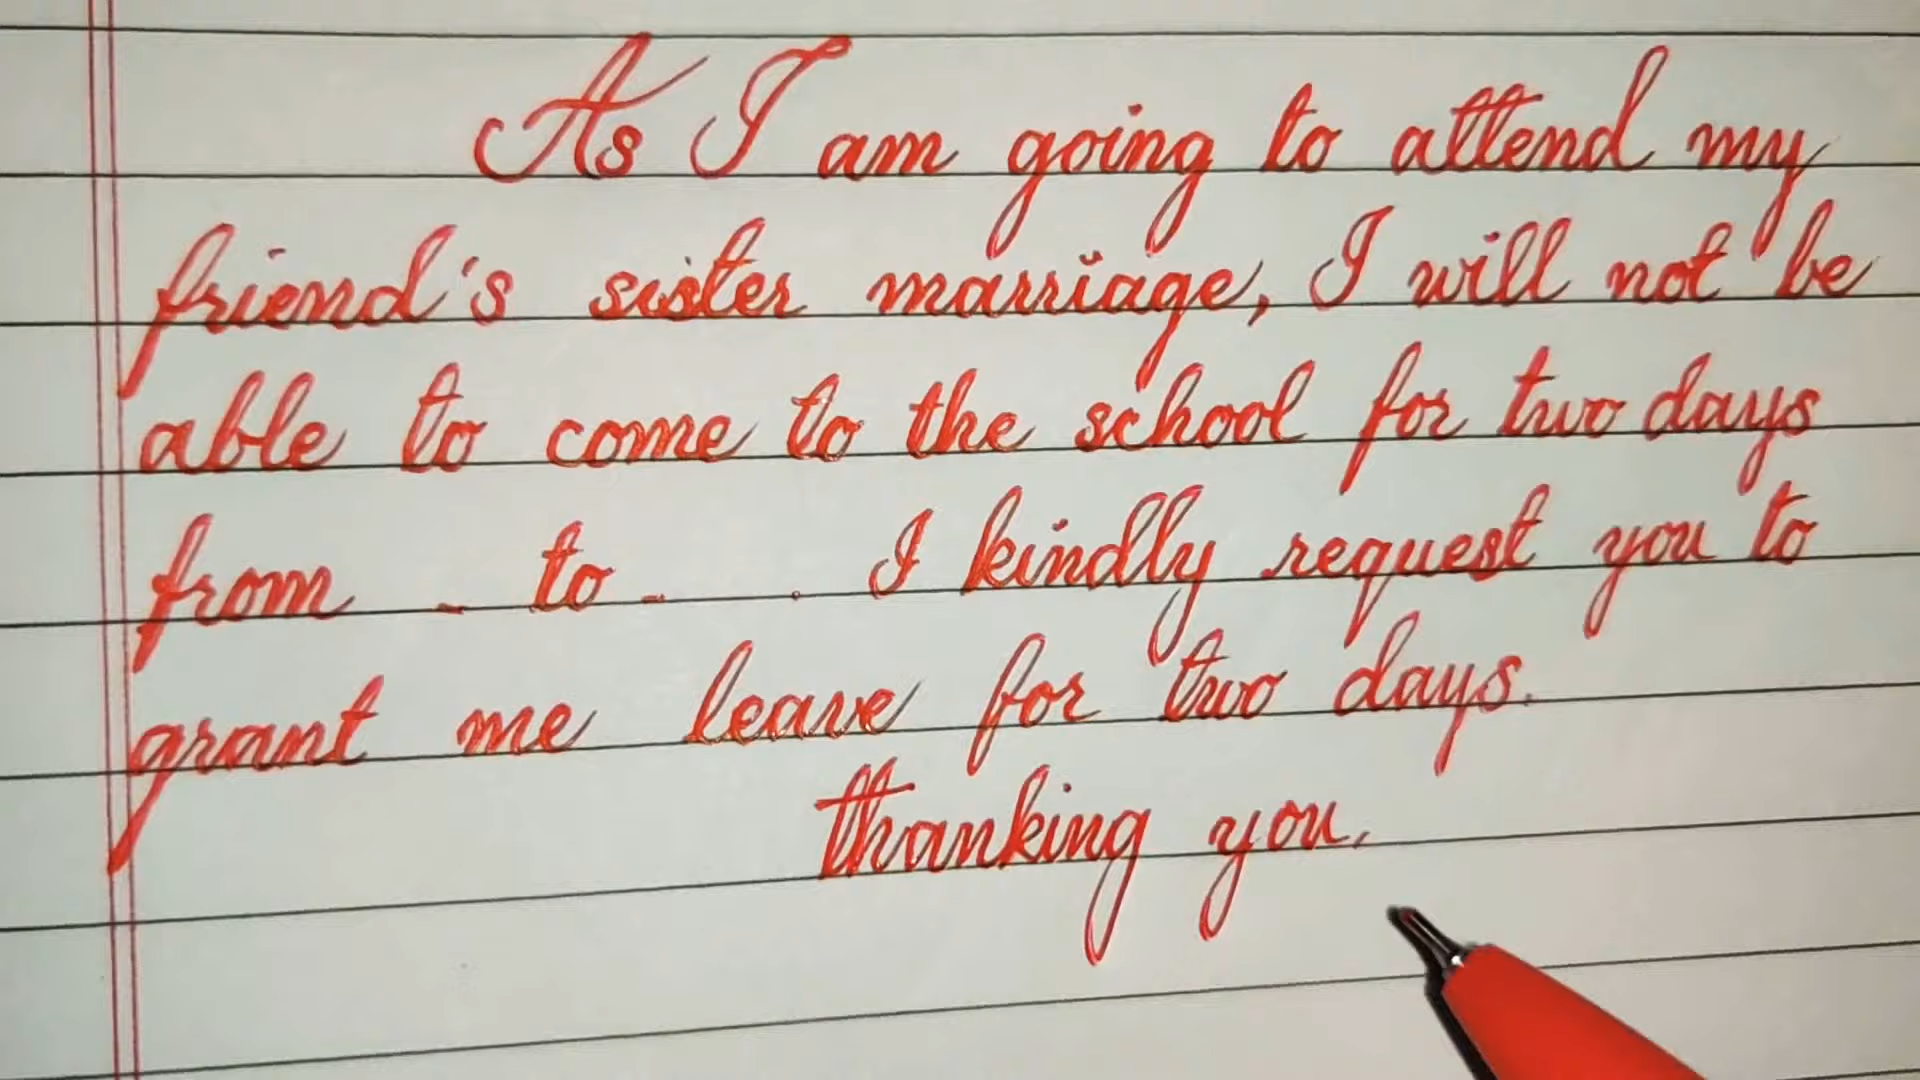 As I am going to attend my
friend's sister marriage, I will not be
able to come to the school for two days
from - to - . I kindly request you to
grant me leave for two days.
thanking you.